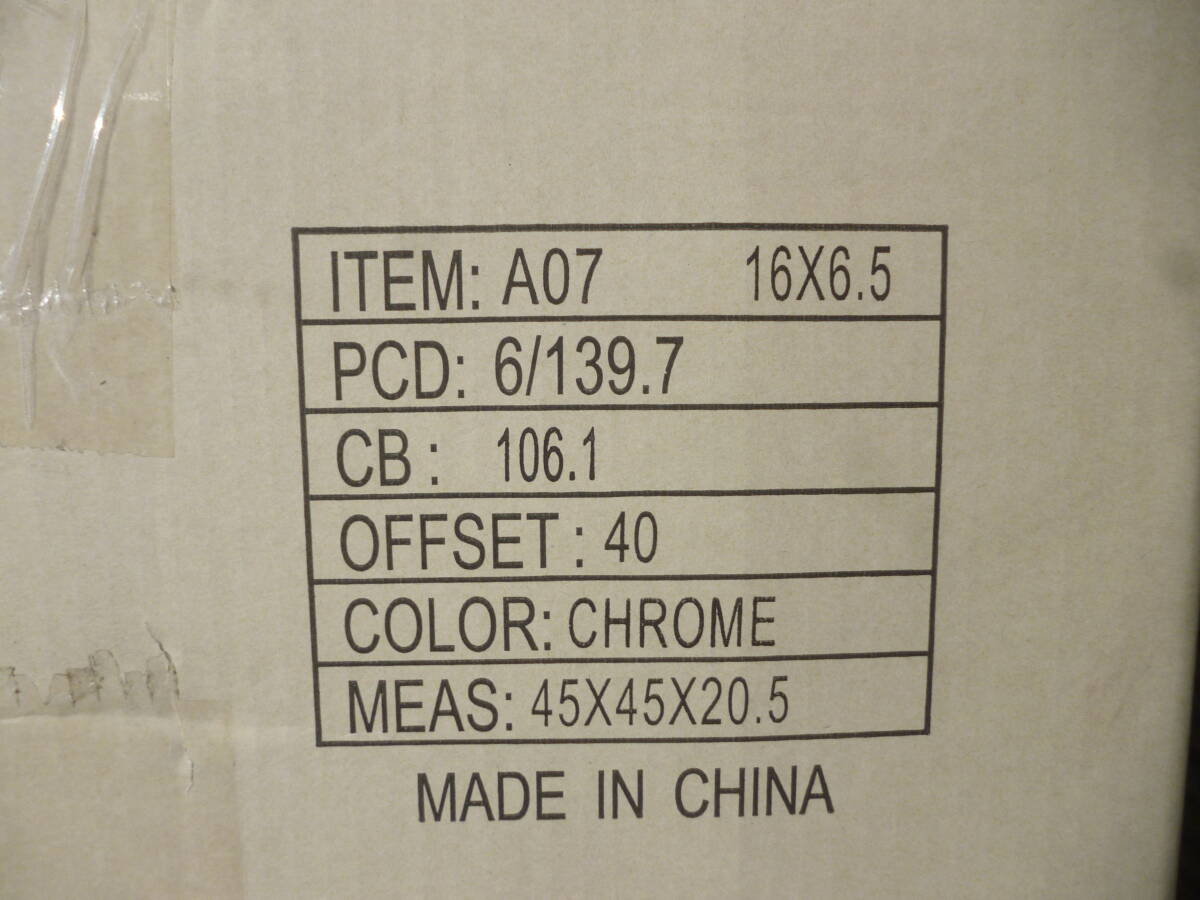 ITEM: A07 16X6.5
PCD: 6/139.7
CB : 106.1
OFFSET : 40
COLOR: CHROME
MEAS: 45X45X20.5
MADE IN CHINA